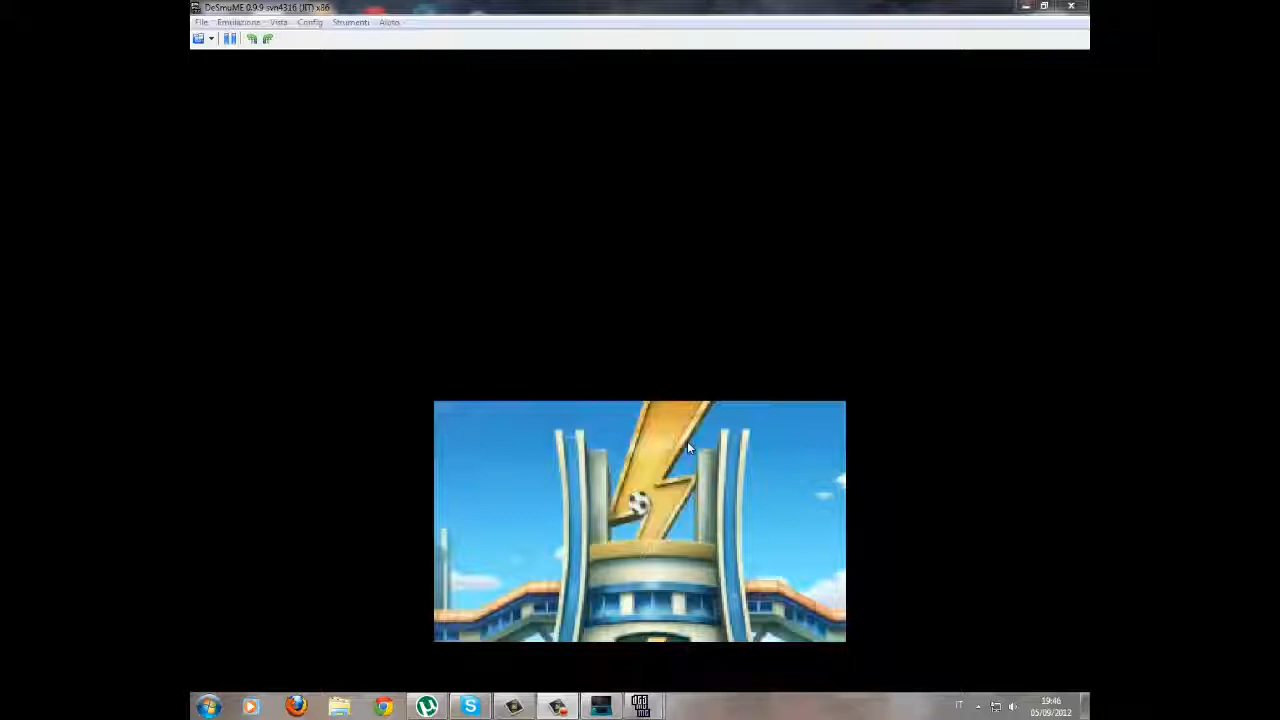 DeSmuME 0.9.9 svn4316 (JIT) x86
File Emulazione Vista Config Strumenti Aiuto
IT 19:46
05/09/2012